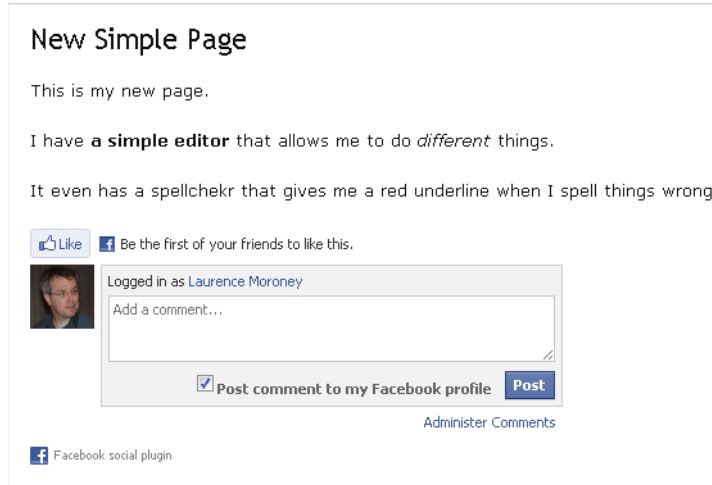 New Simple Page
This is my new page.
I have a simple editor that allows me to do different things.
It even has a spellchekr that gives me a red underline when I spell things wrong
Like Be the first of your friends to like this.
Logged in as Laurence Moroney
Add a comment...
Post comment to my Facebook profile Post
Administer Comments
Facebook social plugin